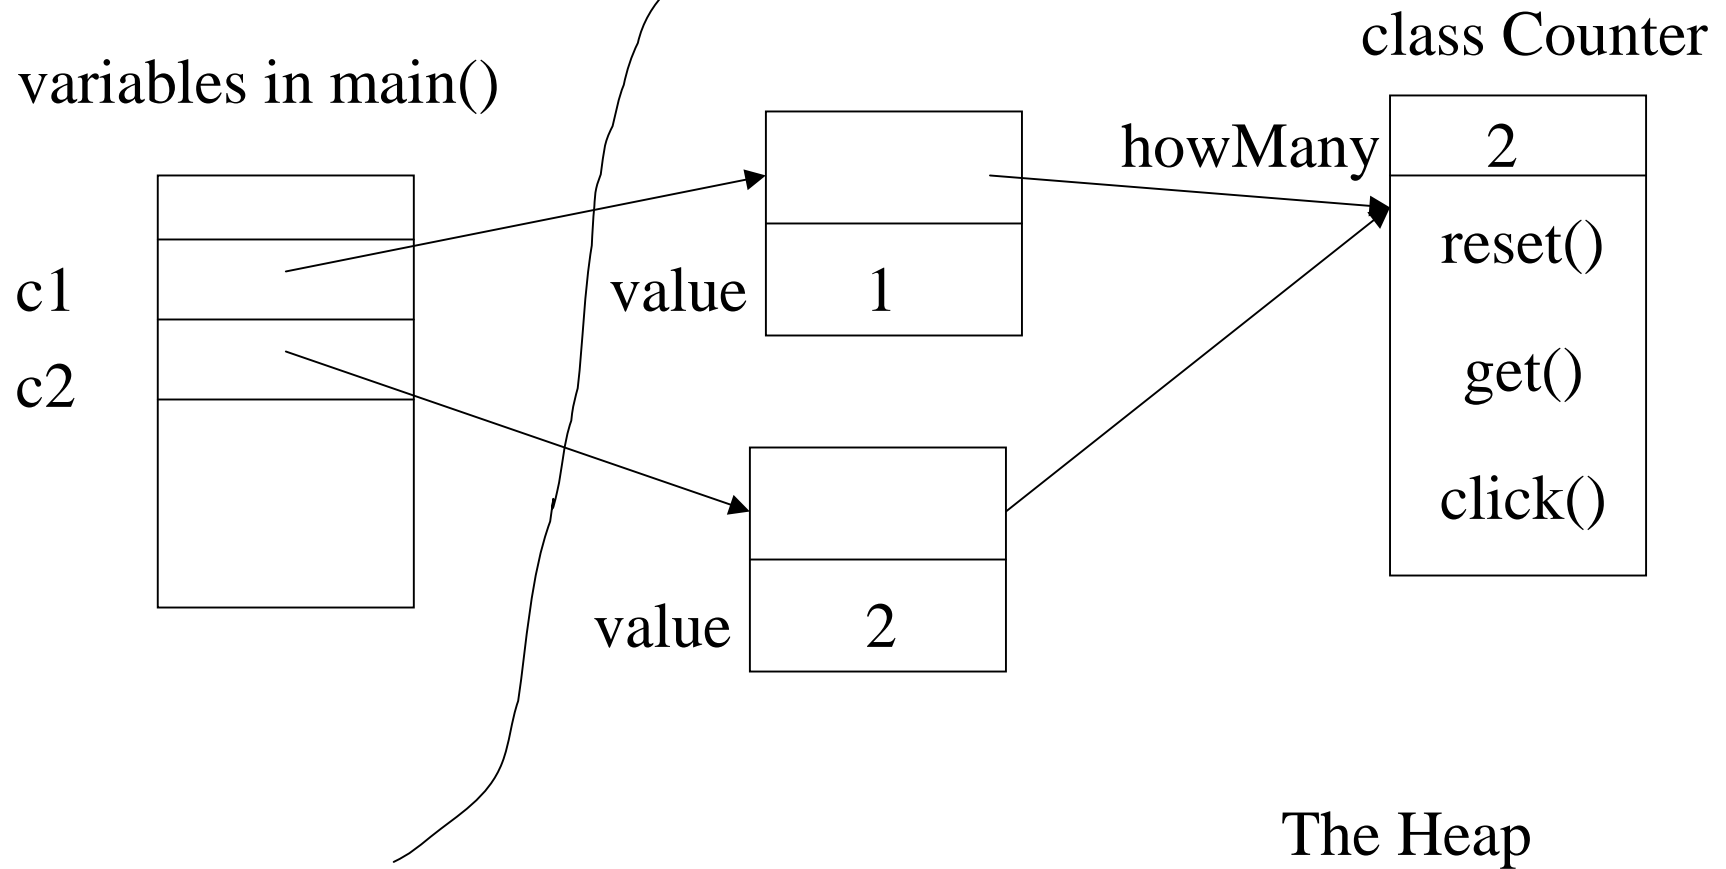 class Counter
variables in main()
howMany
2
reset()
c1
value
1
get()
c2
click()
value
2
The Heap